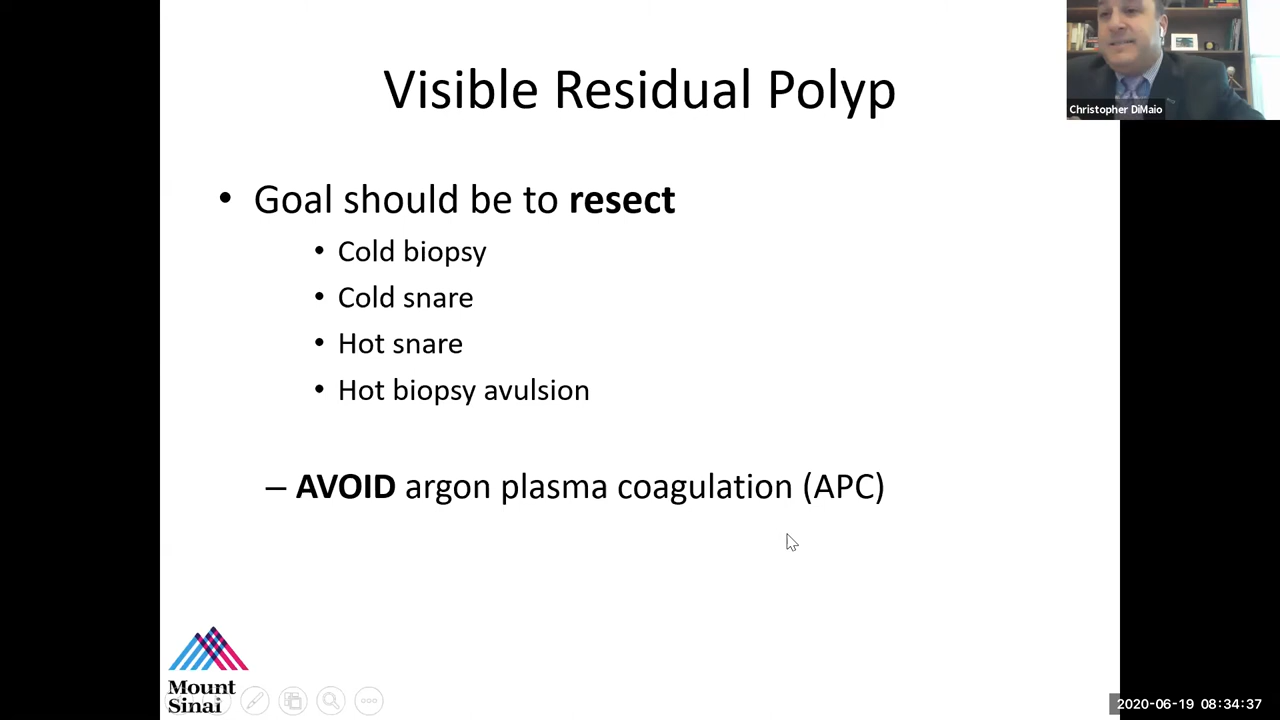 Visible Residual Polyp
Christopher DiMaio
• Goal should be to resect
• Cold biopsy
• Cold snare
• Hot snare
• Hot biopsy avulsion
– AVOID argon plasma coagulation (APC)
Mount
Sinai
2020-06-19 08:34:37